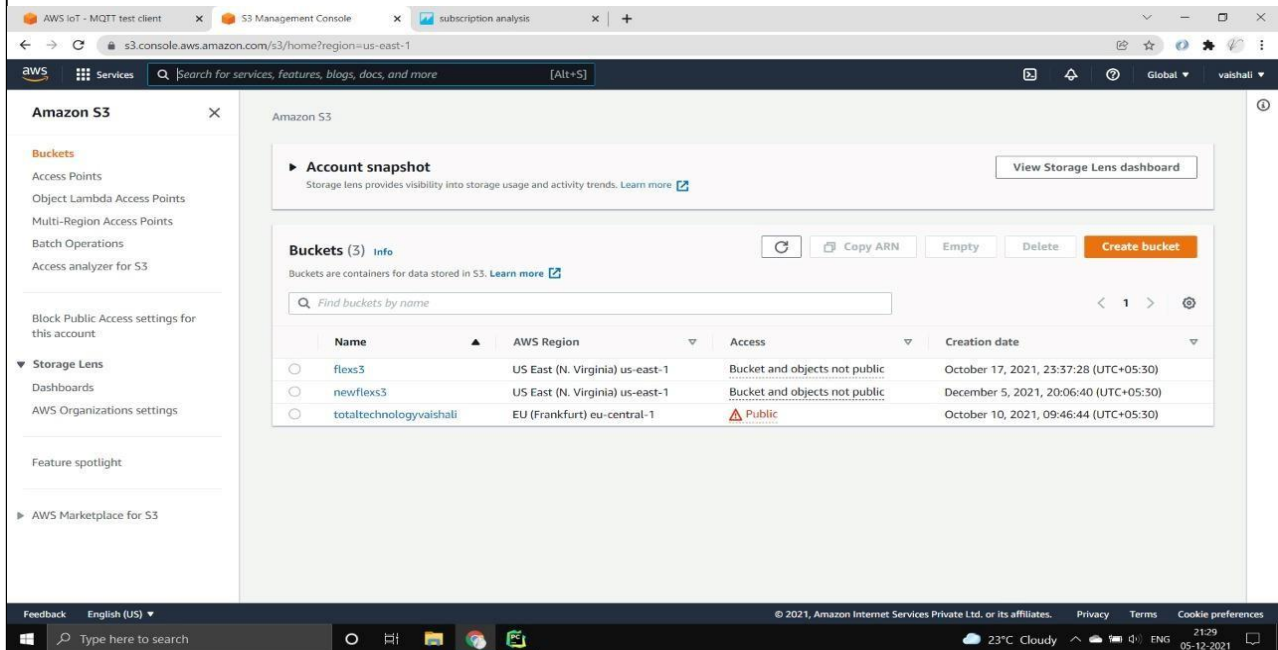 AWS IoT - MQTT test client
S3 Management Console
subscription analysis
s3.console.aws.amazon.com/s3/home?region=us-east-1
aws
Services
Search for services, features, blogs, docs, and more
[Alt+S]
Global
vaishali
Amazon S3
Buckets
Access Points
Object Lambda Access Points
Multi-Region Access Points
Batch Operations
Access analyzer for S3
Block Public Access settings for
this account
Storage Lens
Dashboards
AWS Organizations settings
Feature spotlight
AWS Marketplace for S3
Amazon S3
Account snapshot
Storage lens provides visibility into storage usage and activity trends. Learn more
View Storage Lens dashboard
Buckets (3) Info
Buckets are containers for data stored in S3. Learn more
Copy ARN
Empty
Delete
Create bucket
Find buckets by name
1
Name AWS Region Access Creation date
flexs3 US East (N. Virginia) us-east-1 Bucket and objects not public October 17, 2021, 23:37:28 (UTC+05:30)
newflexs3 US East (N. Virginia) us-east-1 Bucket and objects not public December 5, 2021, 20:06:40 (UTC+05:30)
totaltechnologyvaishali EU (Frankfurt) eu-central-1 Public October 10, 2021, 09:46:44 (UTC+05:30)
Feedback English (US) © 2021, Amazon Internet Services Private Ltd. or its affiliates. Privacy Terms Cookie preferences
Type here to search
23°C Cloudy
ENG
21:29
05-12-2021